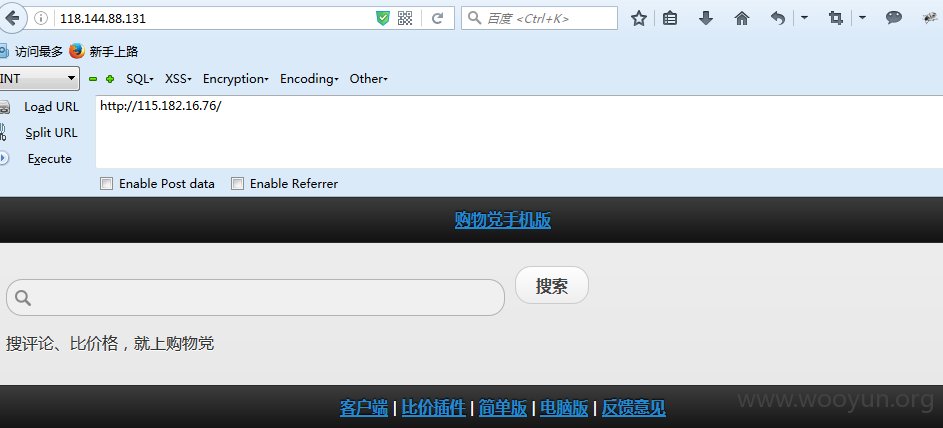 118.144.88.131 百度 <Ctrl+K>
访问最多 新手上路
INT SQL XSS Encryption Encoding Other
Load URL http://115.182.16.76/
Split URL
Execute
Enable Post data Enable Referrer
购物党手机版
搜索
搜评论、比价格，就上购物党
客户端 | 比价插件 | 简单版 | 电脑版 | 反馈意见
www.wooyun.org